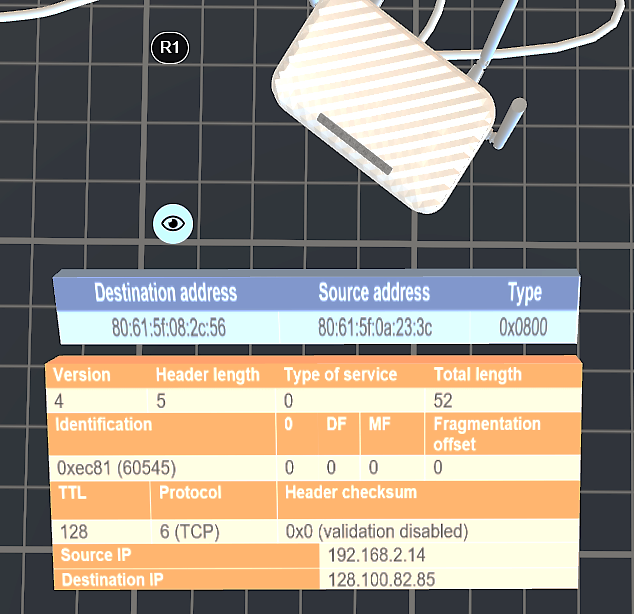 R1
Destination address Source address Type
80:61:5f:08:2c:56 80:61:5f:0a:23:3c 0x0800
Version Header length Type of service Total length
4 5 0 52
Identification 0 DF MF Fragmentation
offset
0xec81 (60545) 0 0 0 0
TTL Protocol Header checksum
128 6 (TCP) 0x0 (validation disabled)
Source IP 192.168.2.14
Destination IP 128.100.82.85